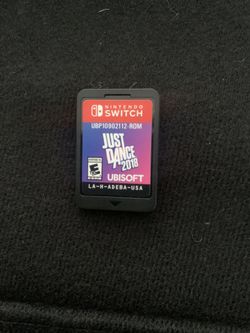 NINTENDO
SWITCH
UBP10902112-ROM
JUST
DANCE
2018
E
UBISOFT
LA-H-ADEBA-USA